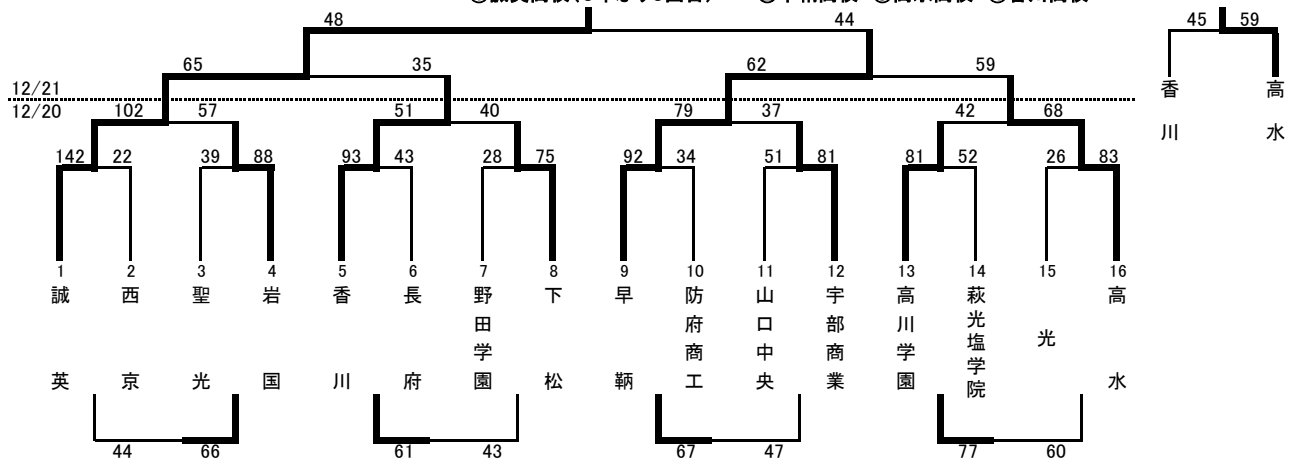 48 44 45 59
65 35 62 59
12/21
12/20
102 57 51 40 79 37 42 68
142 22 39 88 93 43 28 75 92 34 51 81 81 52 26 83
1 2 3 4 5 6 7 8 9 10 11 12 13 14 15 16
誠英
西京
聖光
岩国
香川
長府
野田学園
下松
早鞆
防府商工
山口中央
宇部商業
高川学園
萩光塩学院
光
高水
香川
高水
44 66 61 43 67 47 77 60